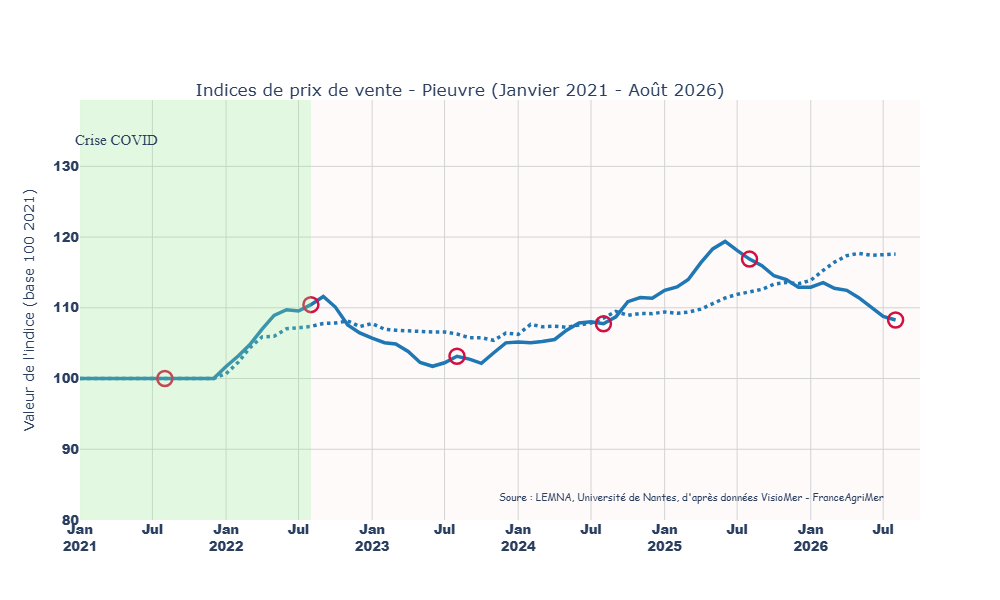 Indices de prix de vente - Pieuvre (Janvier 2021 - Août 2026)
Crise COVID
Valeur de l'indice (base 100 2021)
130
120
110
100
90
80
Soure : LEMNA, Université de Nantes, d'après données VisioMer - FranceAgriMer
Jan Jul Jan Jul Jan Jul Jan Jul Jan Jul Jan Jul
2021 2022 2023 2024 2025 2026